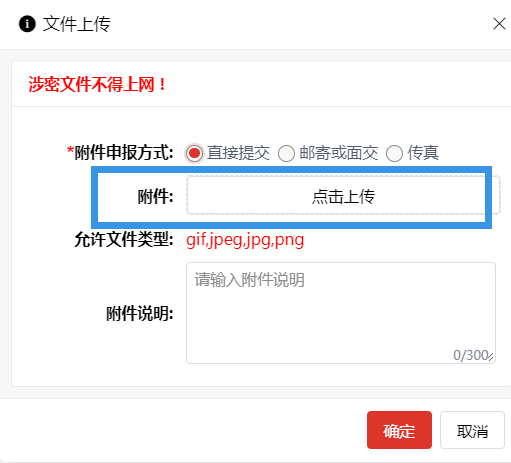 文件上传
涉密文件不得上网！
*附件申报方式: 直接提交 邮寄或面交 传真
附件: 点击上传
允许文件类型: gif,jpeg,jpg,png
附件说明: 请输入附件说明
0/300
确定 取消